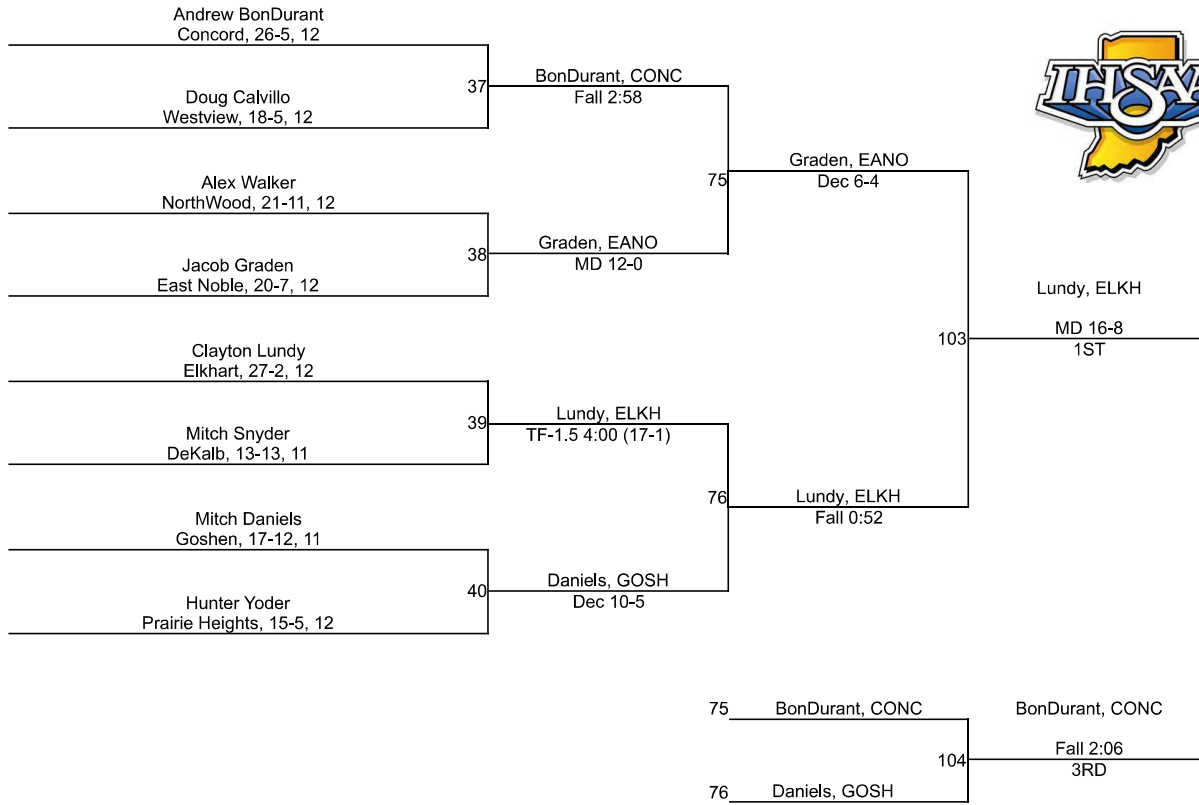 Andrew BonDurant
Concord, 26-5, 12
37
BonDurant, CONC
Fall 2:58
Doug Calvillo
Westview, 18-5, 12
75
Graden, EANO
Dec 6-4
Alex Walker
NorthWood, 21-11, 12
38
Graden, EANO
MD 12-0
Jacob Graden
East Noble, 20-7, 12
103
Lundy, ELKH
MD 16-8
1ST
Clayton Lundy
Elkhart, 27-2, 12
39
Lundy, ELKH
TF-1.5 4:00 (17-1)
Mitch Snyder
DeKalb, 13-13, 11
76
Lundy, ELKH
Fall 0:52
Mitch Daniels
Goshen, 17-12, 11
40
Daniels, GOSH
Dec 10-5
Hunter Yoder
Prairie Heights, 15-5, 12
75
BonDurant, CONC
104
BonDurant, CONC
Fall 2:06
3RD
76
Daniels, GOSH
IHSAA